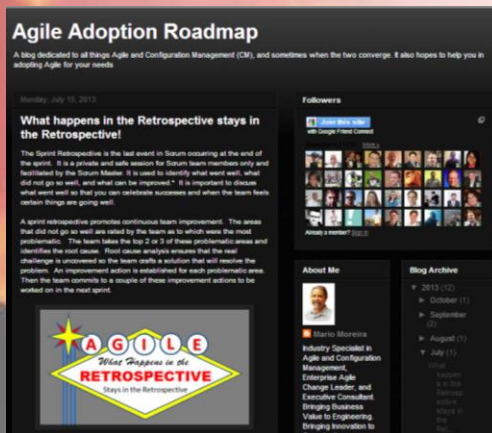 Agile Adoption Roadmap
A blog dedicated to all things Agile and Configuration Management (CM), and sometimes when the two converge. It also hopes to help you in
adopting Agile for your needs
Monday, July 15, 2013
What happens in the Retrospective stays in
the Retrospective!
The Sprint Retrospective is the last event in Scrum occurring at the end of
the sprint. It is a private and safe session for Scrum team members only and
facilitated by the Scrum Master. It is used to identify what went well, what
did not go so well, and what can be improved." It is important to discuss
what went well so that you can celebrate successes and when the team feels
certain things are going well.
A sprint retrospective promotes continuous team improvement. The areas
that did not go so well are rated by the team as to which were the most
problematic. The team takes the top 2 or 3 of these problematic areas and
identifies the root cause. Root cause analysis ensures that the real
challenge is uncovered so the team crafts a solution that will resolve the
problem. An improvement action is established for each problematic area.
Then the team commits to a couple of these improvement actions to be
worked on in the next sprint.
AGILE
What Happens in the
RETROSPECTIVE
Stays in the Retrospective
Followers
Join this site
with Google Friend Connect
More »
Already a member? Sign in
About Me
Mario Moreira
Industry Specialist in
Agile and Configuration
Management,
Enterprise Agile
Change Leader, and
Executive Consultant.
Bringing Business
Value to Engineering.
Bringing Innovation to
Blog Archive
▼ 2013 (12)
► October (1)
► September
(2)
► August (1)
▼ July (1)
What
happen
s in the
Retrosp
ective
stays in
the